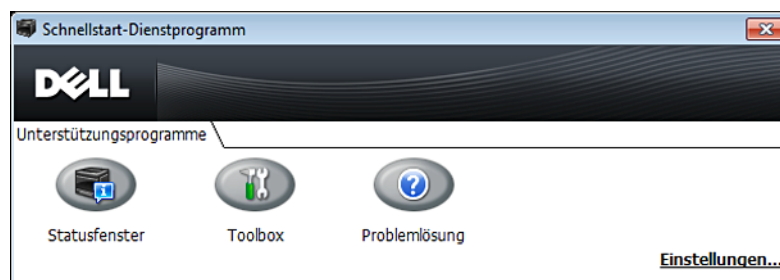 Schnellstart-Dienstprogramm
DELL
Unterstützungsprogramme
Statusfenster
Toolbox
Problemlösung
Einstellungen...